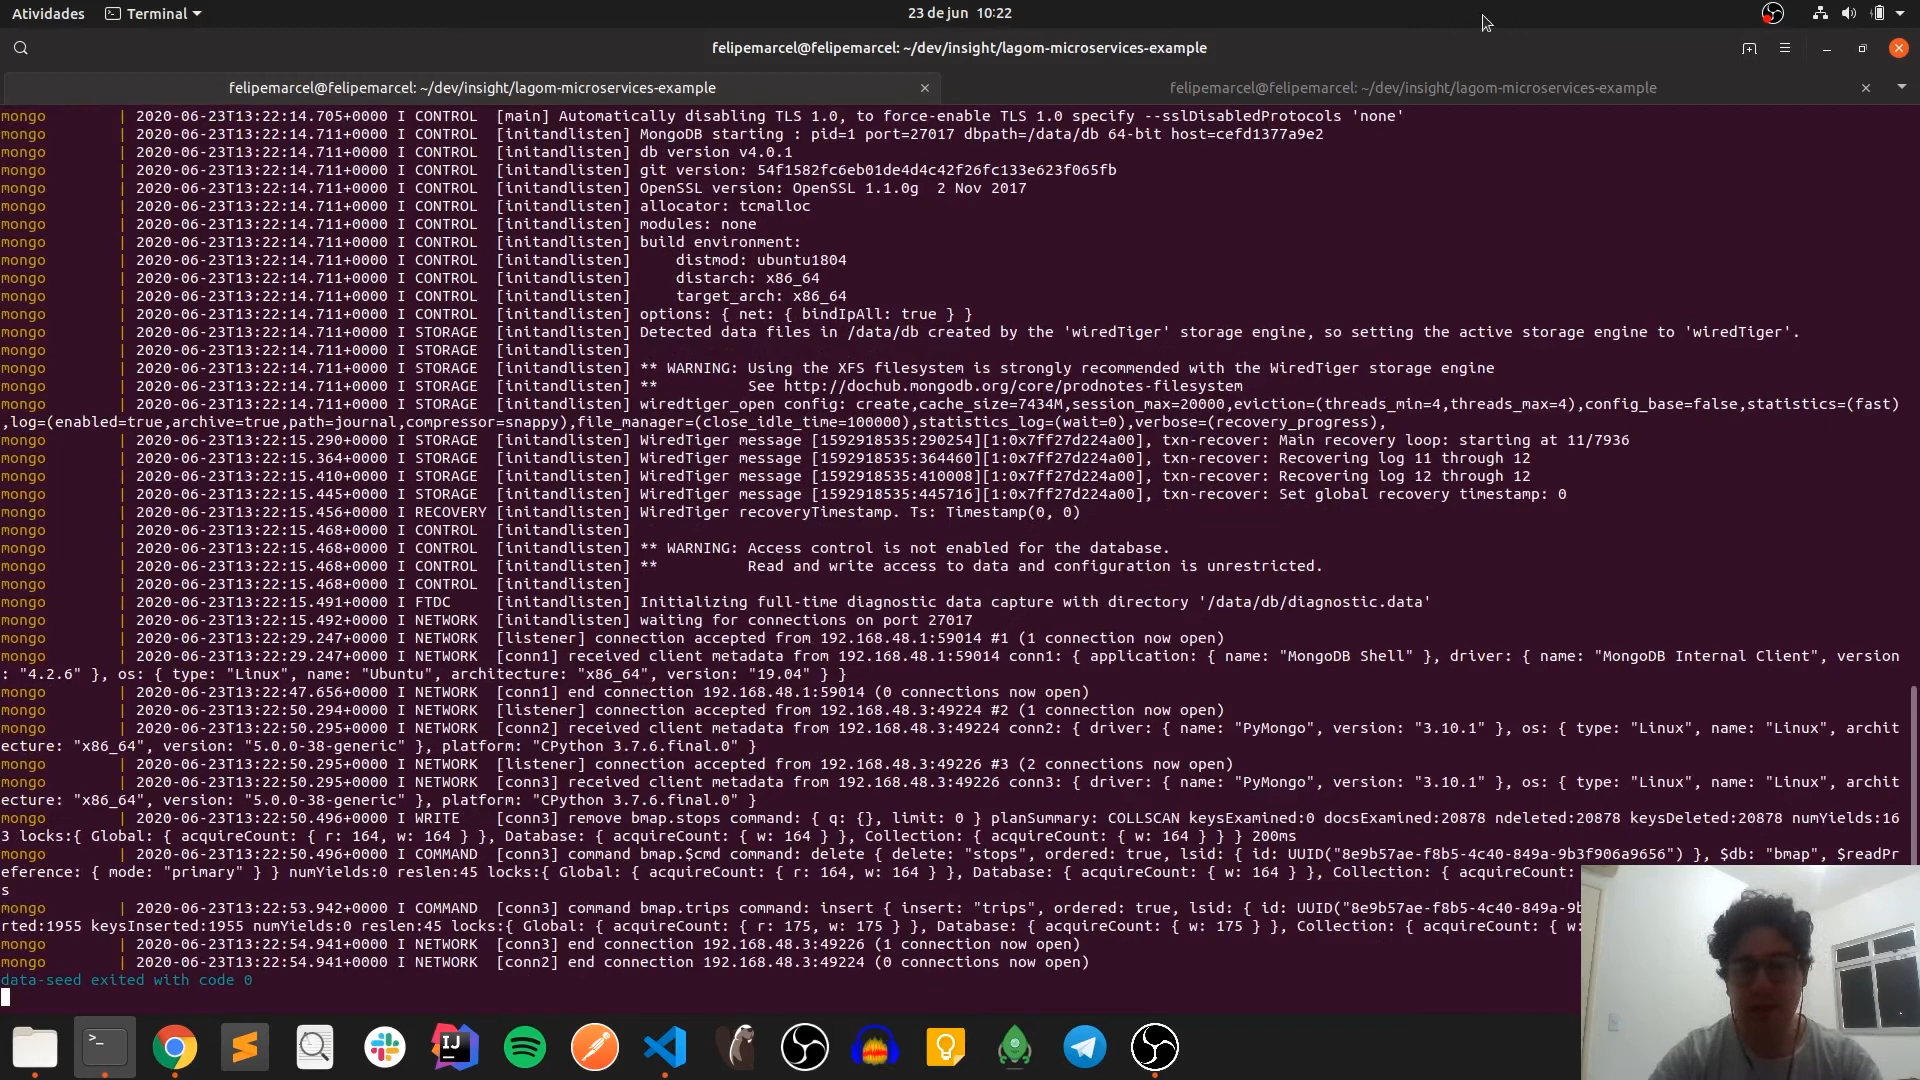 Atividades
Terminal
23 de jun 10:22
felipemarcel@felipemarcel: ~/dev/insight/lagom-microservices-example
felipemarcel@felipemarcel: ~/dev/insight/lagom-microservices-example
felipemarcel@felipemarcel: ~/dev/insight/lagom-microservices-example
mongo | 2020-06-23T13:22:14.705+0000 I CONTROL [main] Automatically disabling TLS 1.0, to force-enable TLS 1.0 specify --sslDisabledProtocols 'none'
mongo | 2020-06-23T13:22:14.711+0000 I CONTROL [initandlisten] MongoDB starting : pid=1 port=27017 dbpath=/data/db 64-bit host=cefd1377a9e2
mongo | 2020-06-23T13:22:14.711+0000 I CONTROL [initandlisten] db version v4.0.1
mongo | 2020-06-23T13:22:14.711+0000 I CONTROL [initandlisten] git version: 54f1582fc6eb01de4d4c42f26fc133e623f065fb
mongo | 2020-06-23T13:22:14.711+0000 I CONTROL [initandlisten] OpenSSL version: OpenSSL 1.1.0g 2 Nov 2017
mongo | 2020-06-23T13:22:14.711+0000 I CONTROL [initandlisten] allocator: tcmalloc
mongo | 2020-06-23T13:22:14.711+0000 I CONTROL [initandlisten] modules: none
mongo | 2020-06-23T13:22:14.711+0000 I CONTROL [initandlisten] build environment:
mongo | 2020-06-23T13:22:14.711+0000 I CONTROL [initandlisten] distmod: ubuntu1804
mongo | 2020-06-23T13:22:14.711+0000 I CONTROL [initandlisten] distarch: x86_64
mongo | 2020-06-23T13:22:14.711+0000 I CONTROL [initandlisten] target_arch: x86_64
mongo | 2020-06-23T13:22:14.711+0000 I CONTROL [initandlisten] options: { net: { bindIpAll: true } }
mongo | 2020-06-23T13:22:14.711+0000 I STORAGE [initandlisten] Detected data files in /data/db created by the 'wiredTiger' storage engine, so setting the active storage engine to 'wiredTiger'.
mongo | 2020-06-23T13:22:14.711+0000 I STORAGE [initandlisten]
mongo | 2020-06-23T13:22:14.711+0000 I STORAGE [initandlisten] ** WARNING: Using the XFS filesystem is strongly recommended with the WiredTiger storage engine
mongo | 2020-06-23T13:22:14.711+0000 I STORAGE [initandlisten] ** See http://dochub.mongodb.org/core/prodnotes-filesystem
mongo | 2020-06-23T13:22:14.711+0000 I STORAGE [initandlisten] wiredtiger_open config: create,cache_size=7434M,session_max=20000,eviction=(threads_min=4,threads_max=4),config_base=false,statistics=(fast)
,log=(enabled=true,archive=true,path=journal,compressor=snappy),file_manager=(close_idle_time=100000),statistics_log=(wait=0),verbose=(recovery_progress),
mongo | 2020-06-23T13:22:15.290+0000 I STORAGE [initandlisten] WiredTiger message [1592918535:290254][1:0x7ff27d224a00], txn-recover: Main recovery loop: starting at 11/7936
mongo | 2020-06-23T13:22:15.364+0000 I STORAGE [initandlisten] WiredTiger message [1592918535:364460][1:0x7ff27d224a00], txn-recover: Recovering log 11 through 12
mongo | 2020-06-23T13:22:15.410+0000 I STORAGE [initandlisten] WiredTiger message [1592918535:410008][1:0x7ff27d224a00], txn-recover: Recovering log 12 through 12
mongo | 2020-06-23T13:22:15.445+0000 I STORAGE [initandlisten] WiredTiger message [1592918535:445716][1:0x7ff27d224a00], txn-recover: Set global recovery timestamp: 0
mongo | 2020-06-23T13:22:15.456+0000 I RECOVERY [initandlisten] WiredTiger recoveryTimestamp. Ts: Timestamp(0, 0)
mongo | 2020-06-23T13:22:15.468+0000 I CONTROL [initandlisten]
mongo | 2020-06-23T13:22:15.468+0000 I CONTROL [initandlisten] ** WARNING: Access control is not enabled for the database.
mongo | 2020-06-23T13:22:15.468+0000 I CONTROL [initandlisten] ** Read and write access to data and configuration is unrestricted.
mongo | 2020-06-23T13:22:15.468+0000 I CONTROL [initandlisten]
mongo | 2020-06-23T13:22:15.491+0000 I FTDC [initandlisten] Initializing full-time diagnostic data capture with directory '/data/db/diagnostic.data'
mongo | 2020-06-23T13:22:15.492+0000 I NETWORK [initandlisten] waiting for connections on port 27017
mongo | 2020-06-23T13:22:29.247+0000 I NETWORK [listener] connection accepted from 192.168.48.1:59014 #1 (1 connection now open)
mongo | 2020-06-23T13:22:29.247+0000 I NETWORK [conn1] received client metadata from 192.168.48.1:59014 conn1: { application: { name: "MongoDB Shell" }, driver: { name: "MongoDB Internal Client", version
: "4.2.6" }, os: { type: "Linux", name: "Ubuntu", architecture: "x86_64", version: "19.04" } }
mongo | 2020-06-23T13:22:47.656+0000 I NETWORK [conn1] end connection 192.168.48.1:59014 (0 connections now open)
mongo | 2020-06-23T13:22:50.294+0000 I NETWORK [listener] connection accepted from 192.168.48.3:49224 #2 (1 connection now open)
mongo | 2020-06-23T13:22:50.295+0000 I NETWORK [conn2] received client metadata from 192.168.48.3:49224 conn2: { driver: { name: "PyMongo", version: "3.10.1" }, os: { type: "Linux", name: "Linux", archit
ecture: "x86_64", version: "5.0.0-38-generic" }, platform: "CPython 3.7.6.final.0" }
mongo | 2020-06-23T13:22:50.295+0000 I NETWORK [listener] connection accepted from 192.168.48.3:49226 #3 (2 connections now open)
mongo | 2020-06-23T13:22:50.295+0000 I NETWORK [conn3] received client metadata from 192.168.48.3:49226 conn3: { driver: { name: "PyMongo", version: "3.10.1" }, os: { type: "Linux", name: "Linux", archit
ecture: "x86_64", version: "5.0.0-38-generic" }, platform: "CPython 3.7.6.final.0" }
mongo | 2020-06-23T13:22:50.496+0000 I WRITE [conn3] remove bmap.stops command: { q: {}, limit: 0 } planSummary: COLLSCAN keysExamined:0 docsExamined:20878 ndeleted:20878 keysDeleted:20878 numYields:16
3 locks:{ Global: { acquireCount: { r: 164, w: 164 } }, Database: { acquireCount: { w: 164 } }, Collection: { acquireCount: { w: 164 } } } 200ms
mongo | 2020-06-23T13:22:50.496+0000 I COMMAND [conn3] command bmap.$cmd command: delete { delete: "stops", ordered: true, lsid: { id: UUID("8e9b57ae-f8b5-4c40-849a-9b3f906a9656") }, $db: "bmap", $readPr
eference: { mode: "primary" } } numYields:0 reslen:45 locks:{ Global: { acquireCount: { r: 164, w: 164 } }, Database: { acquireCount: { w: 164 } }, Collection: { acquireCount:
s
mongo | 2020-06-23T13:22:53.942+0000 I COMMAND [conn3] command bmap.trips command: insert { insert: "trips", ordered: true, lsid: { id: UUID("8e9b57ae-f8b5-4c40-849a-9b
rted:1955 keysInserted:1955 numYields:0 reslen:45 locks:{ Global: { acquireCount: { r: 175, w: 175 } }, Database: { acquireCount: { w: 175 } }, Collection: { acquireCount: { w:
mongo | 2020-06-23T13:22:54.941+0000 I NETWORK [conn3] end connection 192.168.48.3:49226 (1 connection now open)
mongo | 2020-06-23T13:22:54.941+0000 I NETWORK [conn2] end connection 192.168.48.3:49224 (0 connections now open)
data-seed exited with code 0
>_
IJ